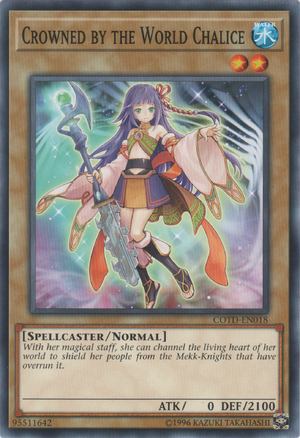 CROWNED BY THE WORLD CHALICE
WATER
水
COTD-EN018
[SPELLCASTER/NORMAL]
With her magical staff, she can channel the living heart of her
world to shield her people from the Mekk-Knights that have
overrun it.
ATK/ 0 DEF/2100
95511642 ©1996 KAZUKI TAKAHASHI